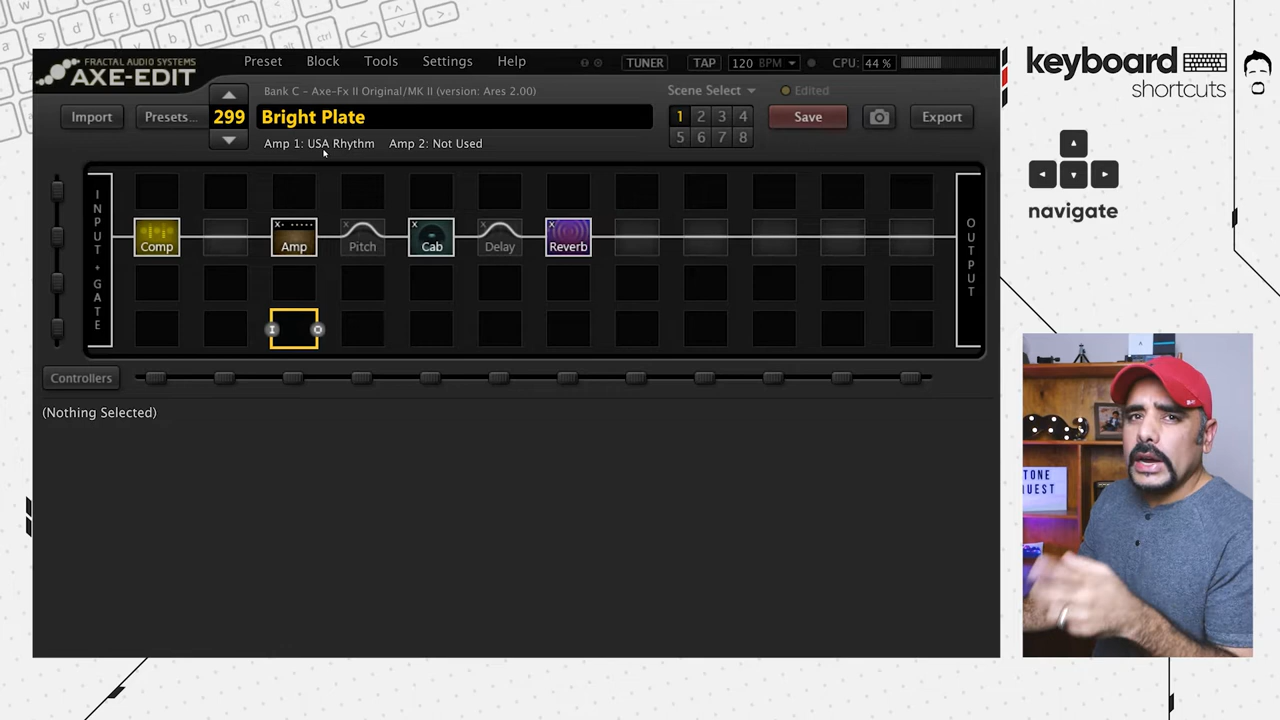 FRACTAL AUDIO SYSTEMS
AXE-EDIT
Preset Block Tools Settings Help
TUNER TAP 120 BPM CPU: 44 %
Bank C - Axe-Fx II Original/MK II (version: Ares 2.00)
Scene Select Edited
Import Presets... 299 Bright Plate 1 2 3 4 Save Export
5 6 7 8
Amp 1: USA Rhythm Amp 2: Not Used
INPUT + GATE
Comp Amp Pitch Cab Delay Reverb
OUTPUT
Controllers
(Nothing Selected)
keyboard
shortcuts
navigate
TONE
QUEST